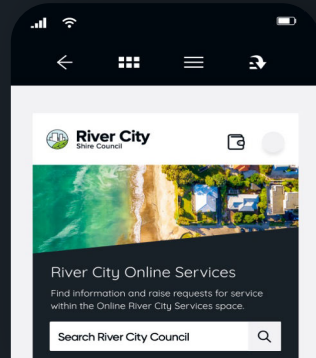 River City
Shire Council
River City Online Services
Find information and raise requests for service
within the Online River City Services space.
Search River City Council